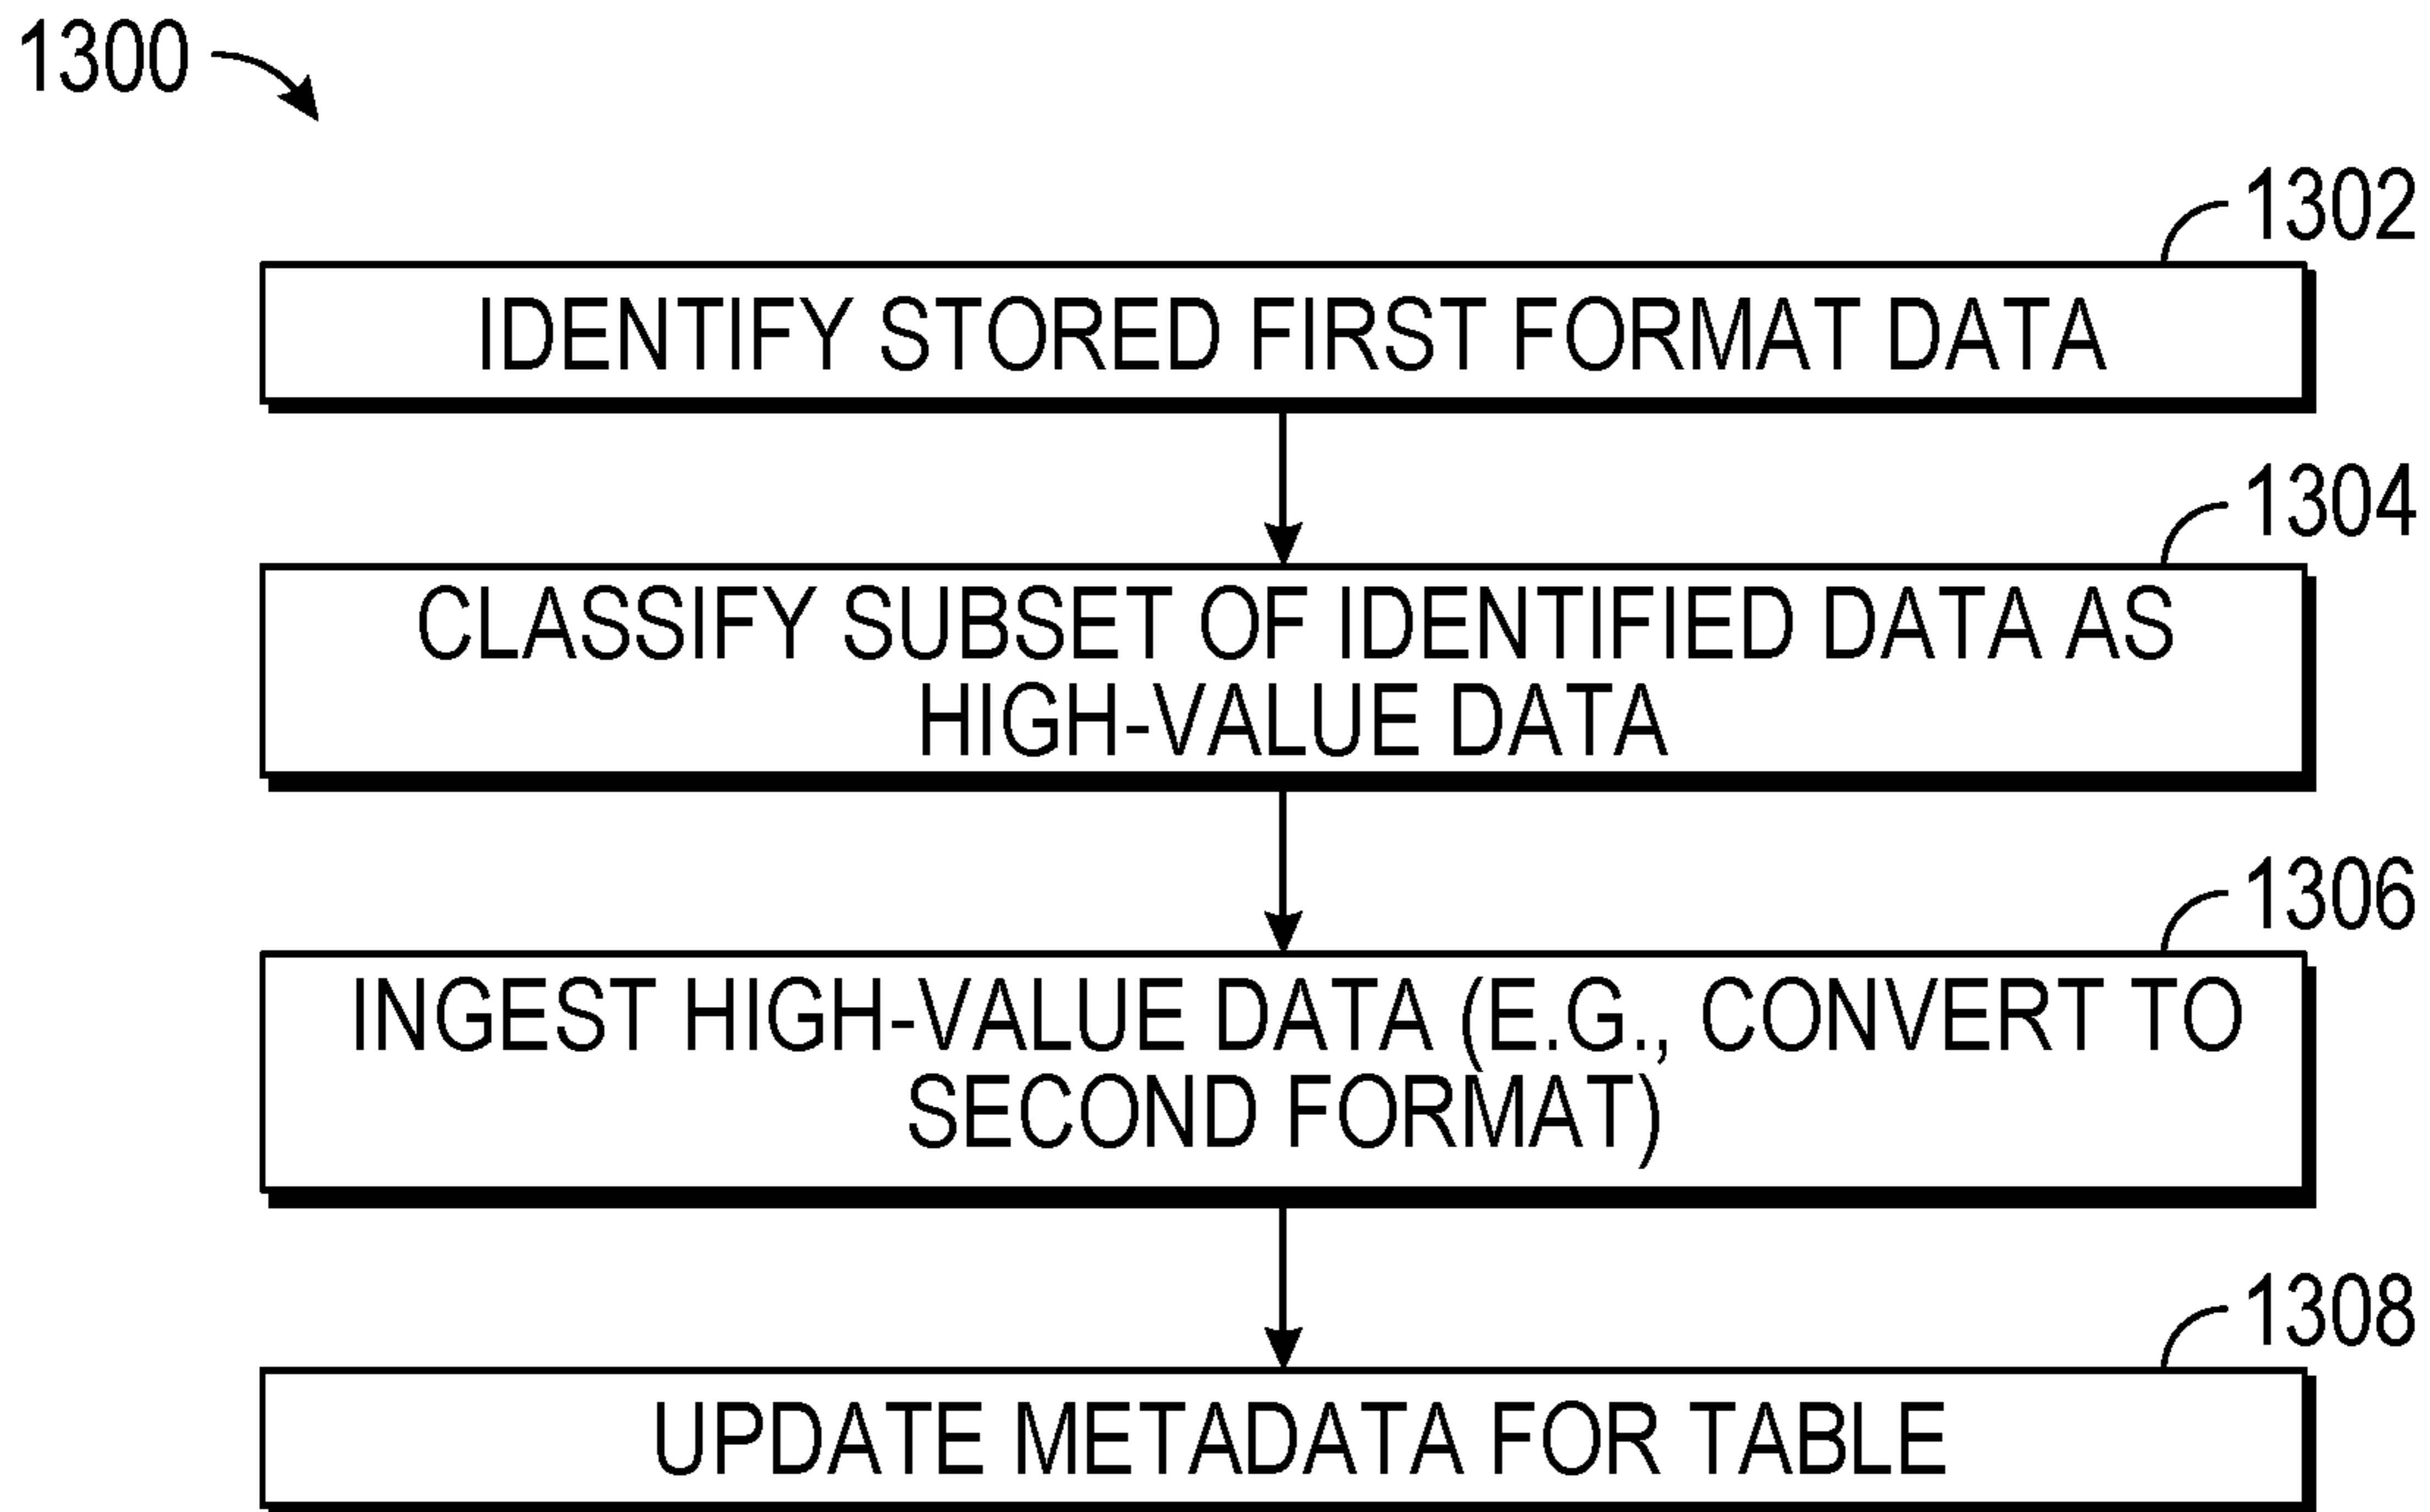 1300
1302
IDENTIFY STORED FIRST FORMAT DATA
1304
CLASSIFY SUBSET OF IDENTIFIED DATA AS
HIGH-VALUE DATA
1306
INGEST HIGH-VALUE DATA (E.G., CONVERT TO
SECOND FORMAT)
1308
UPDATE METADATA FOR TABLE